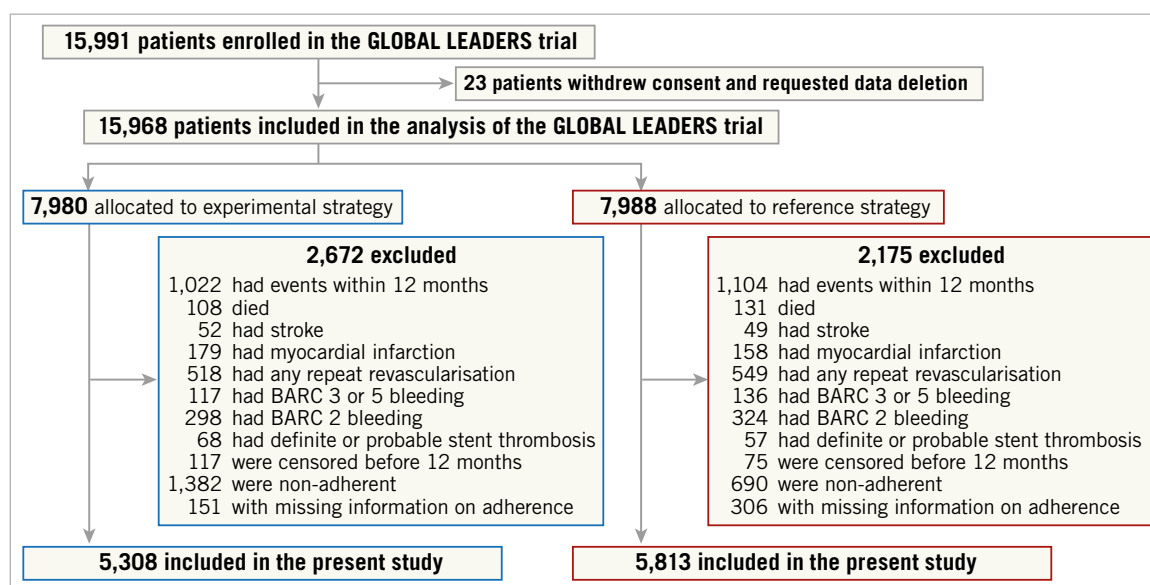 15,991 patients enrolled in the GLOBAL LEADERS trial
23 patients withdrew consent and requested data deletion
15,968 patients included in the analysis of the GLOBAL LEADERS trial
7,980 allocated to experimental strategy
7,988 allocated to reference strategy
2,672 excluded
1,022 had events within 12 months
108 died
52 had stroke
179 had myocardial infarction
518 had any repeat revascularisation
117 had BARC 3 or 5 bleeding
298 had BARC 2 bleeding
68 had definite or probable stent thrombosis
117 were censored before 12 months
1,382 were non-adherent
151 with missing information on adherence
2,175 excluded
1,104 had events within 12 months
131 died
49 had stroke
158 had myocardial infarction
549 had any repeat revascularisation
136 had BARC 3 or 5 bleeding
324 had BARC 2 bleeding
57 had definite or probable stent thrombosis
75 were censored before 12 months
690 were non-adherent
306 with missing information on adherence
5,308 included in the present study
5,813 included in the present study